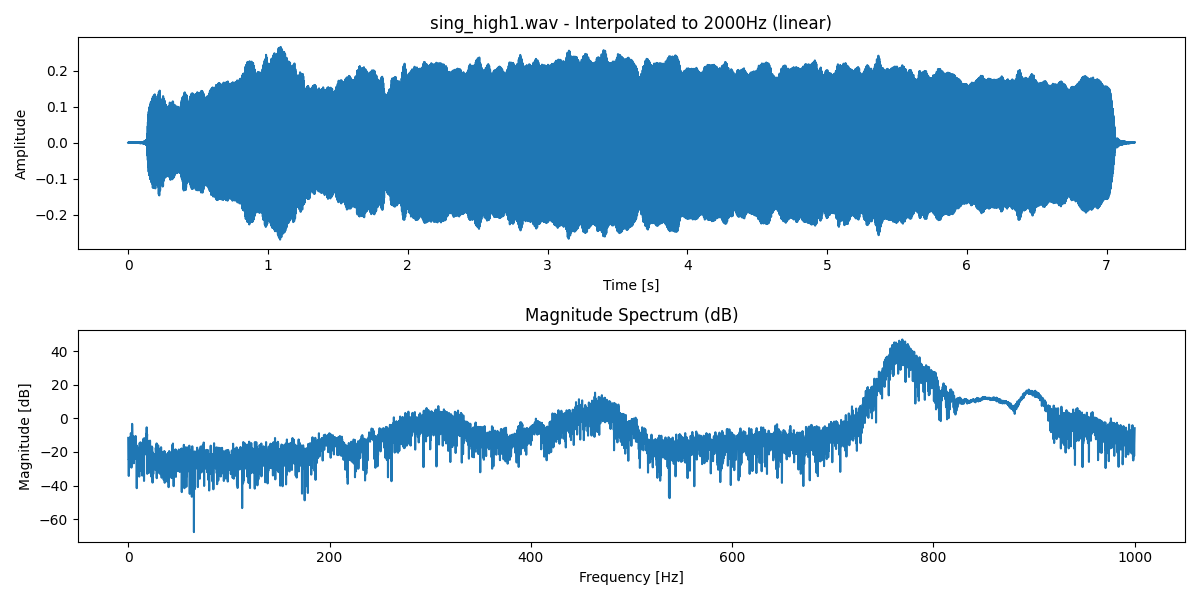 sing_high1.wav - Interpolated to 2000Hz (linear)
Amplitude
0.2
0.1
0.0
−0.1
−0.2
0 1 2 3 4 5 6 7
Time [s]
Magnitude Spectrum (dB)
Magnitude [dB]
40
20
0
−20
−40
−60
0 200 400 600 800 1000
Frequency [Hz]